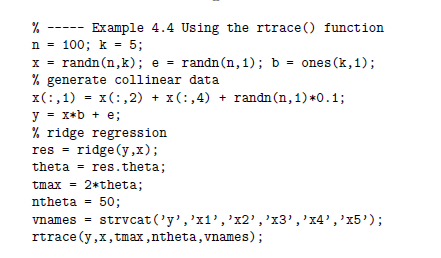 % ----- Example 4.4 Using the rtrace() function
n = 100; k = 5;
x = randn(n,k); e = randn(n,1); b = ones(k,1);
% generate collinear data
x(:,1) = x(:,2) + x(:,4) + randn(n,1)*0.1;
y = x*b + e;
% ridge regression
res = ridge(y,x);
theta = res.theta;
tmax = 2*theta;
ntheta = 50;
vnames = strvcat('y','x1','x2','x3','x4','x5');
rtrace(y,x,tmax,ntheta,vnames);